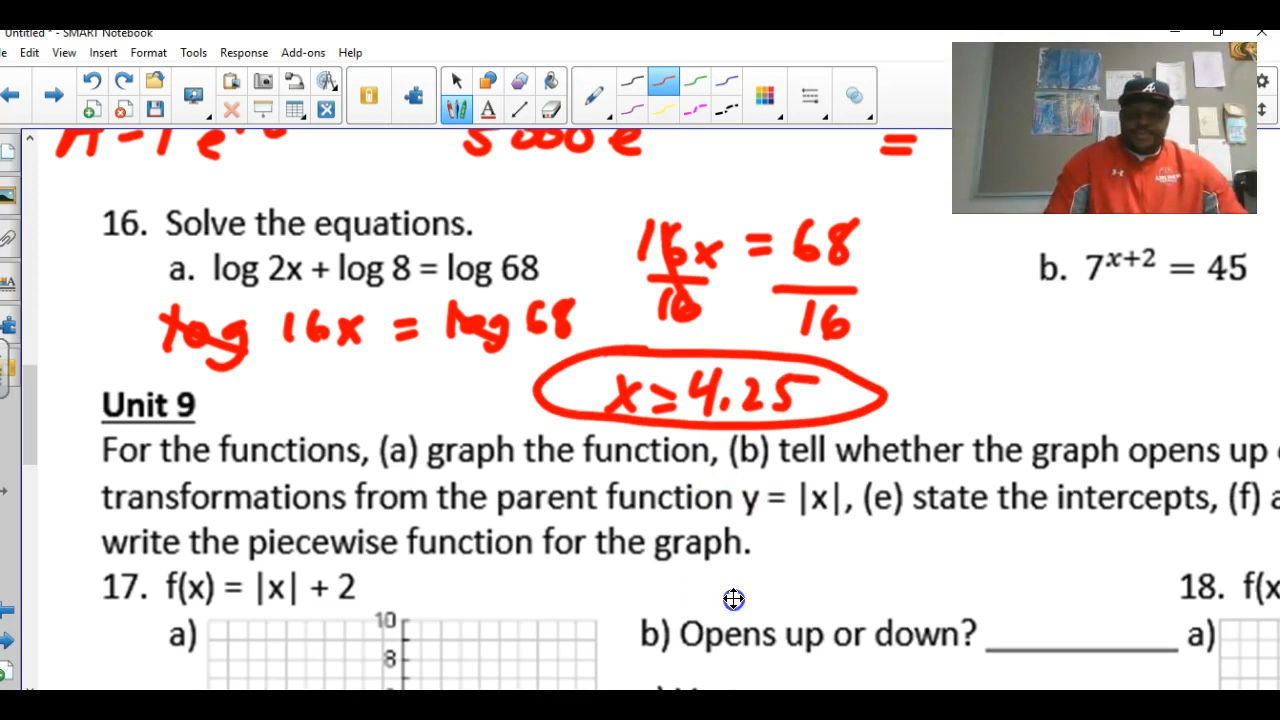 Untitled * - SMART Notebook
Edit View Insert Format Tools Response Add-ons Help
5000e
=
16. Solve the equations.
a. log 2x + log 8 = log 68
16x = 68
16 16
b. 7^{x+2} = 45
log 16x = log 68
x = 4.25
Unit 9
For the functions, (a) graph the function, (b) tell whether the graph opens up
transformations from the parent function y = |x|, (e) state the intercepts, (f)
write the piecewise function for the graph.
17. f(x) = |x| + 2
18. f(x
a)
10
8
b) Opens up or down? __________
a)